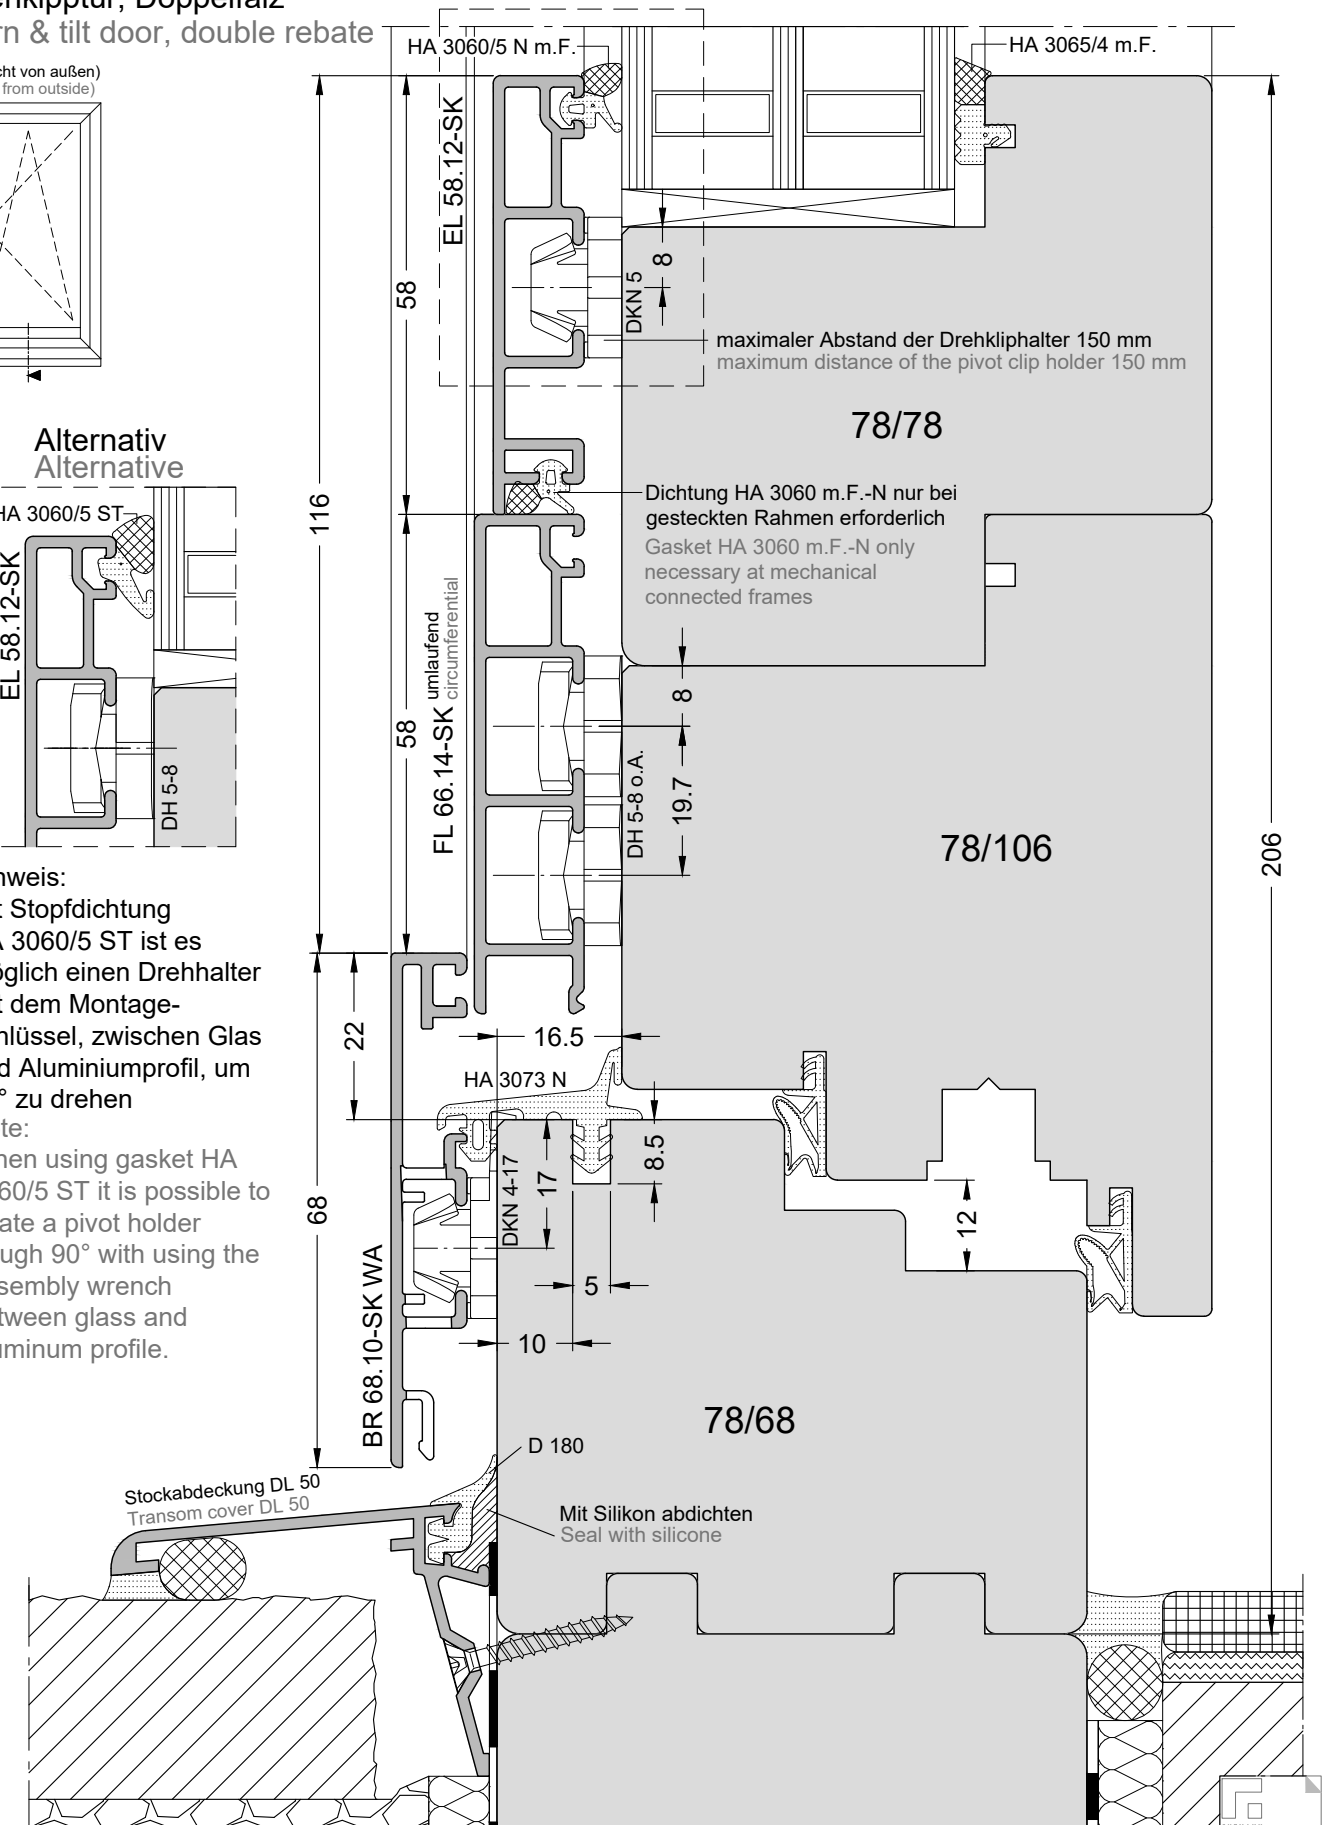 Doppelfalz
tilt door, double rebate
von außen)
from outside)
HA 3060/5 N m.F.
HA 3065/4 m.F.
EL 58.12-SK
58
8
DKN 5
maximaler Abstand der Drehkliphalter 150 mm
maximum distance of the pivot clip holder 150 mm
78/78
Alternativ
Alternative
HA 3060/5 ST
EL 58.12-SK
DH 5-8
116
Dichtung HA 3060 m.F.-N nur bei
gesteckten Rahmen erforderlich
Gasket HA 3060 m.F.-N only
necessary at mechanical
connected frames
58
FL 66.14-SK
umlaufend
circumferential
8
19.7
DH 5-8 o.A.
78/106
206
nweis:
t Stopfdichtung
A 3060/5 ST ist es
öglich einen Drehhalter
t dem Montage-
hlüssel, zwischen Glas
d Aluminiumprofil, um
° zu drehen
te:
hen using gasket HA
60/5 ST it is possible to
ate a pivot holder
ough 90° with using the
sembly wrench
tween glass and
uminum profile.
22
16.5
HA 3073 N
8.5
17
DKN 4-17
12
5
10
68
BR 68.10-SK WA
78/68
D 180
Stockabdeckung DL 50
Transom cover DL 50
Mit Silikon abdichten
Seal with silicone